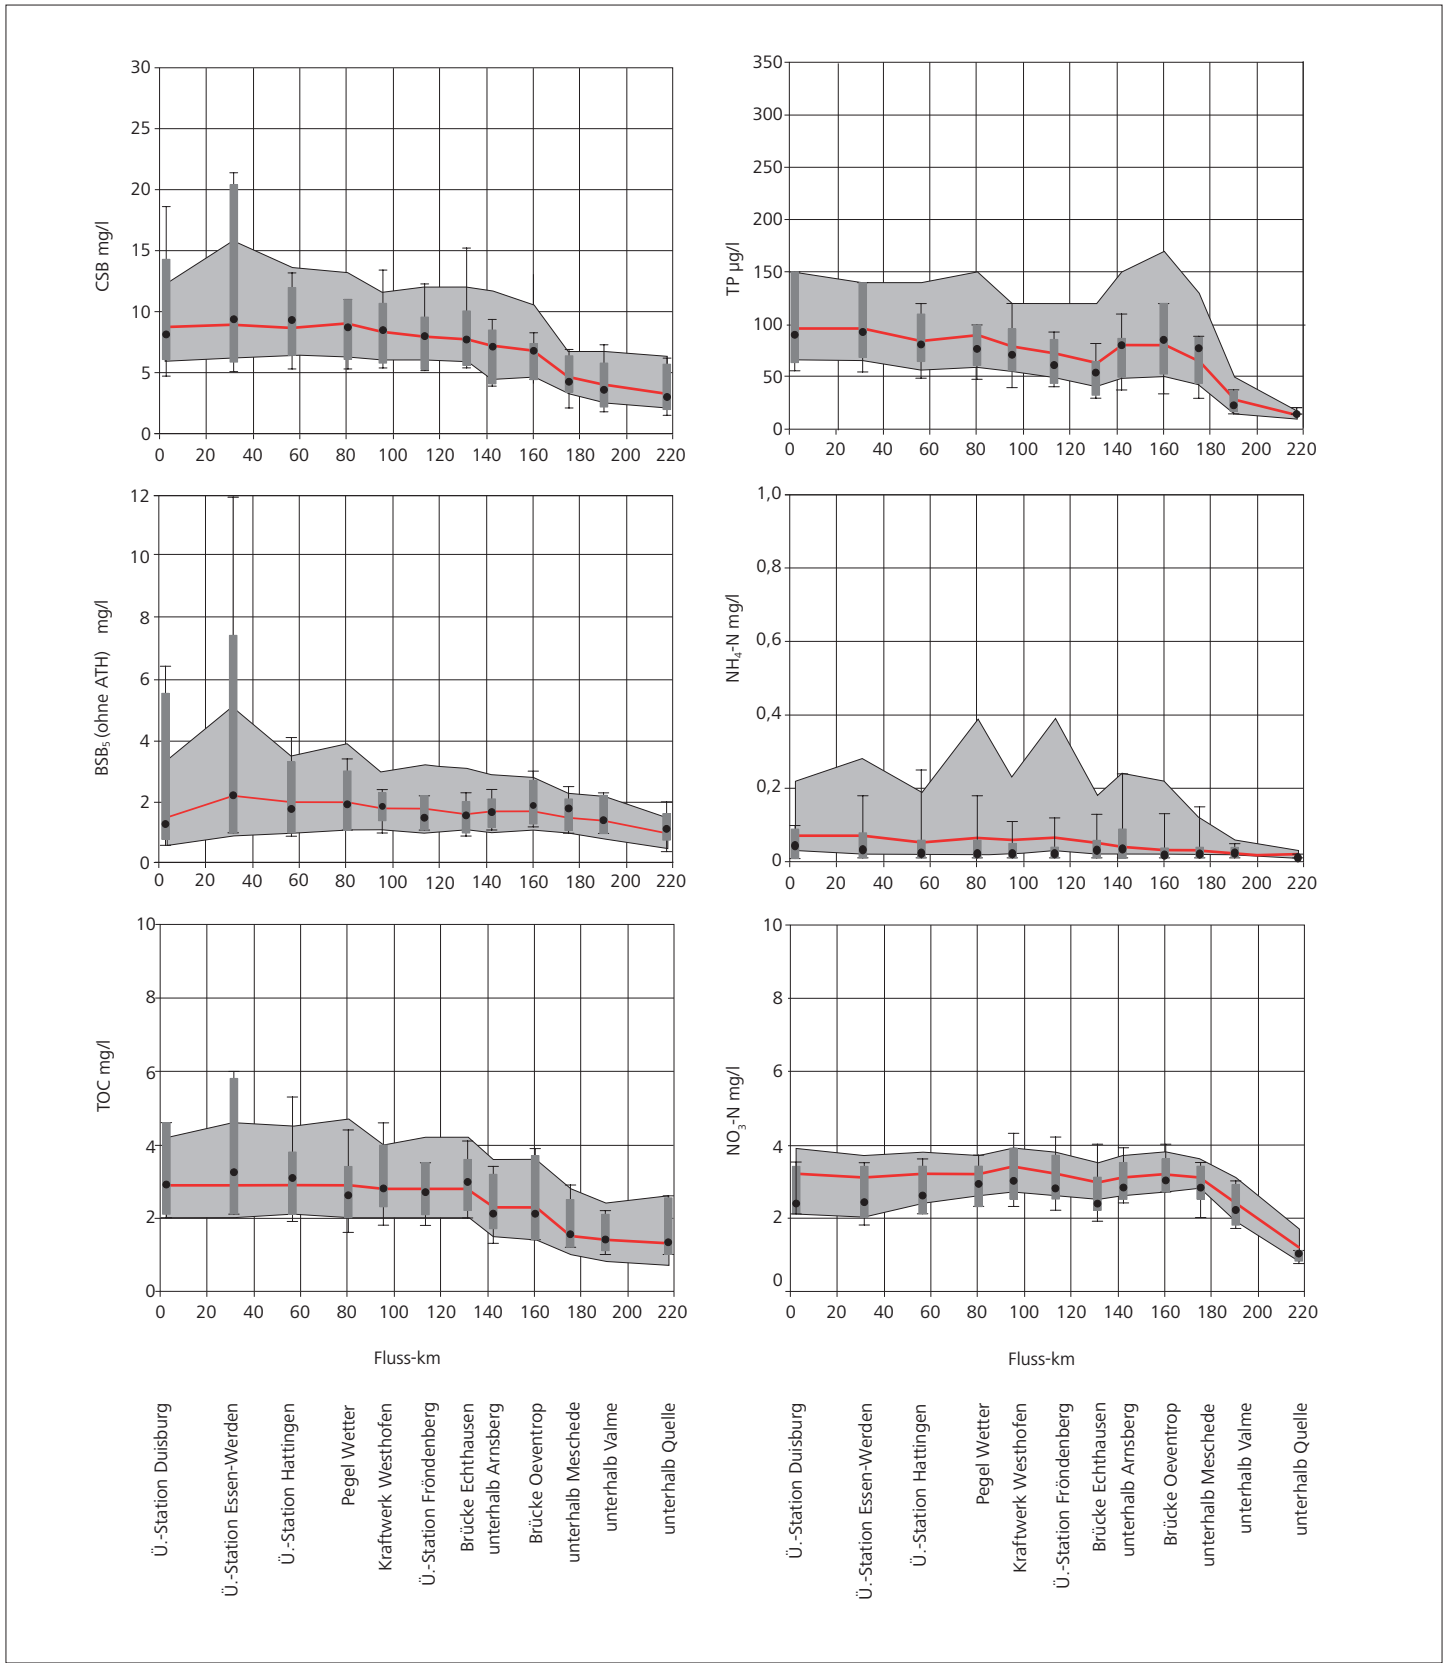 30
25
20
15
10
5
0
CSB mg/l
0 20 40 60 80 100 120 140 160 180 200 220
350
300
250
200
150
100
50
0
TP µg/l
0 20 40 60 80 100 120 140 160 180 200 220
12
10
8
6
4
2
0
BSB₅ (ohne ATH) mg/l
0 20 40 60 80 100 120 140 160 180 200 220
1,0
0,8
0,6
0,4
0,2
0
NH₄-N mg/l
0 20 40 60 80 100 120 140 160 180 200 220
10
8
6
4
2
0
TOC mg/l
0 20 40 60 80 100 120 140 160 180 200 220
Fluss-km
10
8
6
4
2
0
NO₃-N mg/l
0 20 40 60 80 100 120 140 160 180 200 220
Fluss-km
Ü.-Station Duisburg
Ü.-Station Essen-Werden
Ü.-Station Hattingen
Pegel Wetter
Kraftwerk Westhofen
Ü.-Station Fröndenberg
Brücke Echthausen
unterhalb Arnsberg
Brücke Oeventrop
unterhalb Meschede
unterhalb Valme
unterhalb Quelle
Ü.-Station Duisburg
Ü.-Station Essen-Werden
Ü.-Station Hattingen
Pegel Wetter
Kraftwerk Westhofen
Ü.-Station Fröndenberg
Brücke Echthausen
unterhalb Arnsberg
Brücke Oeventrop
unterhalb Meschede
unterhalb Valme
unterhalb Quelle